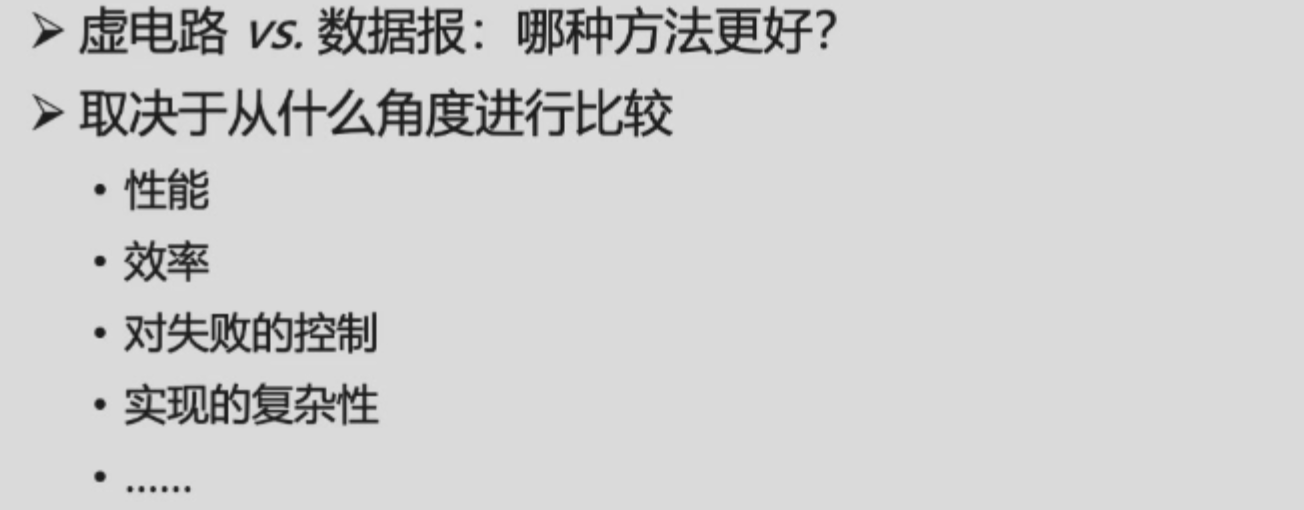 ➢ 虚电路 vs. 数据报：哪种方法更好？
➢ 取决于从什么角度进行比较
• 性能
• 效率
• 对失败的控制
• 实现的复杂性
• ……